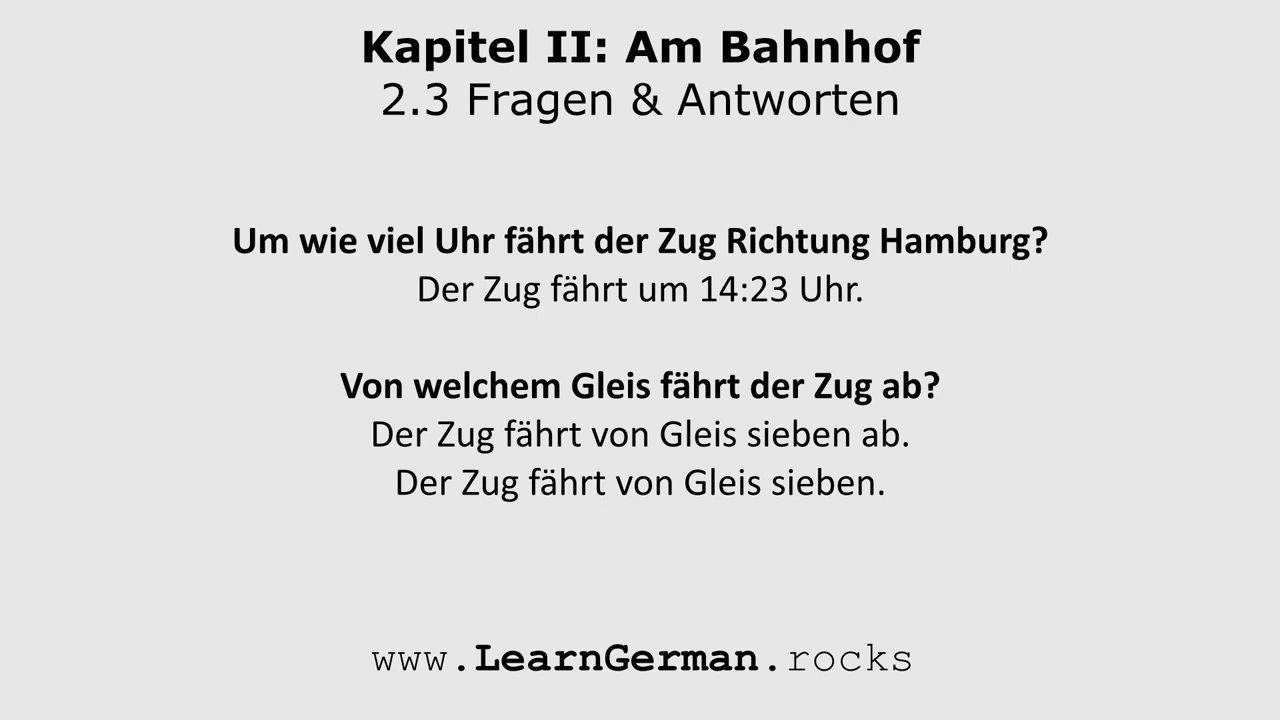 Kapitel II: Am Bahnhof
2.3 Fragen & Antworten
Um wie viel Uhr fährt der Zug Richtung Hamburg?
Der Zug fährt um 14:23 Uhr.
Von welchem Gleis fährt der Zug ab?
Der Zug fährt von Gleis sieben ab.
Der Zug fährt von Gleis sieben.
www.LearnGerman.rocks